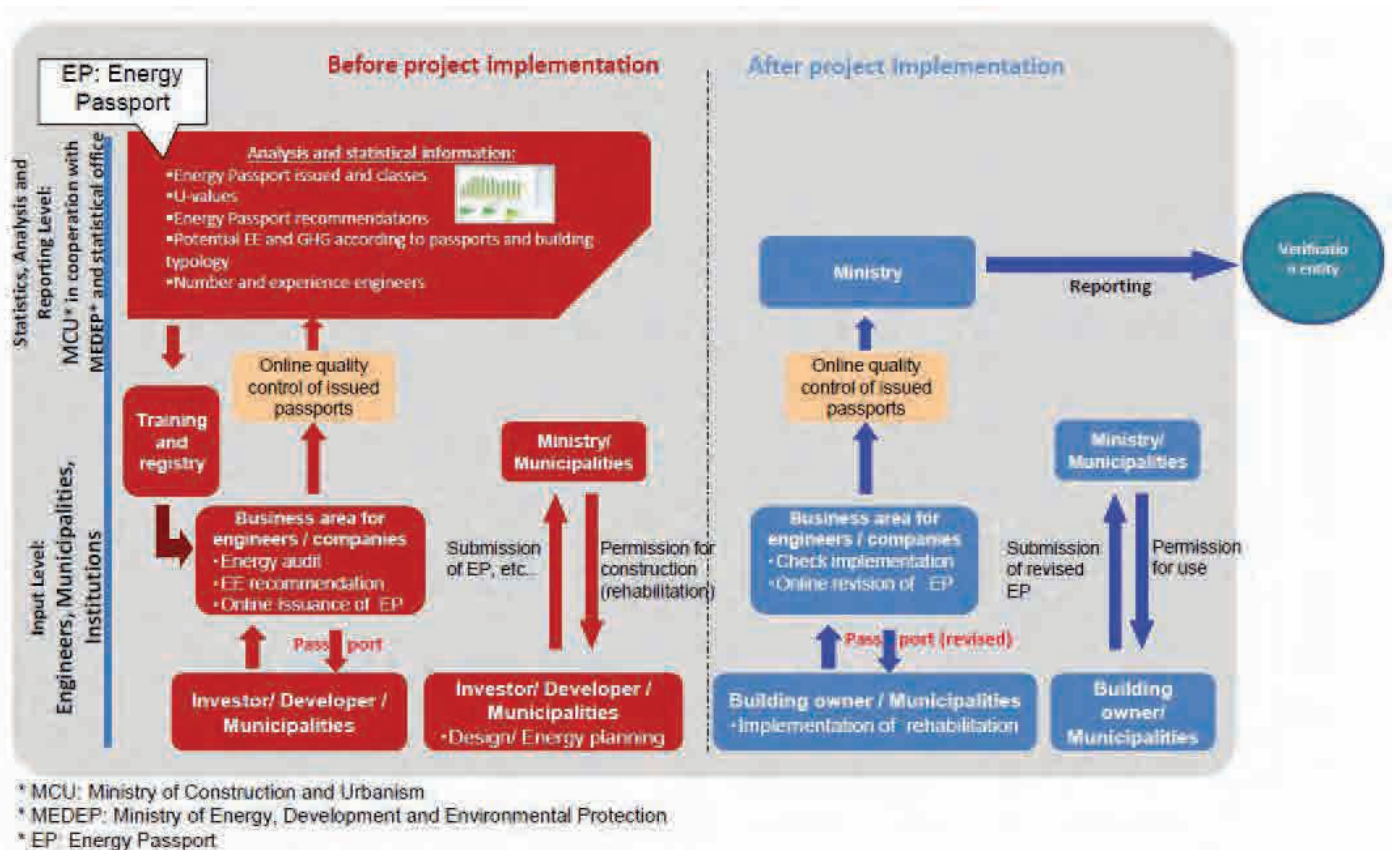 Before project implementation
After project implementation
EP: Energy
Passport
Statistics, Analysis and
Reporting Level:
MCU* in cooperation with
MEDEP* and statistical office
Analysis and statistical information:
▪Energy Passport issued and classes
▪U-values
▪Energy Passport recommendations
▪Potential EE and GHG according to passports and building
typology
▪Number and experience engineers
Ministry
Reporting
Verificatio
n entity
Online quality
control of issued
passports
Online quality
control of issued
passports
Training
and
registry
Ministry/
Municipalities
Ministry/
Municipalities
Input Level:
Engineers, Municipalities,
Institutions
Business area for
engineers / companies
•Energy audit
•EE recommendation
•Online Issuance of EP
Submission
of EP, etc..
Permission for
construction
(rehabilitation)
Business area for
engineers / companies
•Check implementation
•Online revision of EP
Submission
of revised
EP
Permission
for use
Passport
Passport (revised)
Investor/ Developer /
Municipalities
Investor/ Developer /
Municipalities
•Design/ Energy planning
Building owner / Municipalities
•Implementation of rehabilitation
Building
owner/
Municipalities
* MCU: Ministry of Construction and Urbanism
* MEDEP: Ministry of Energy, Development and Environmental Protection
* EP: Energy Passport